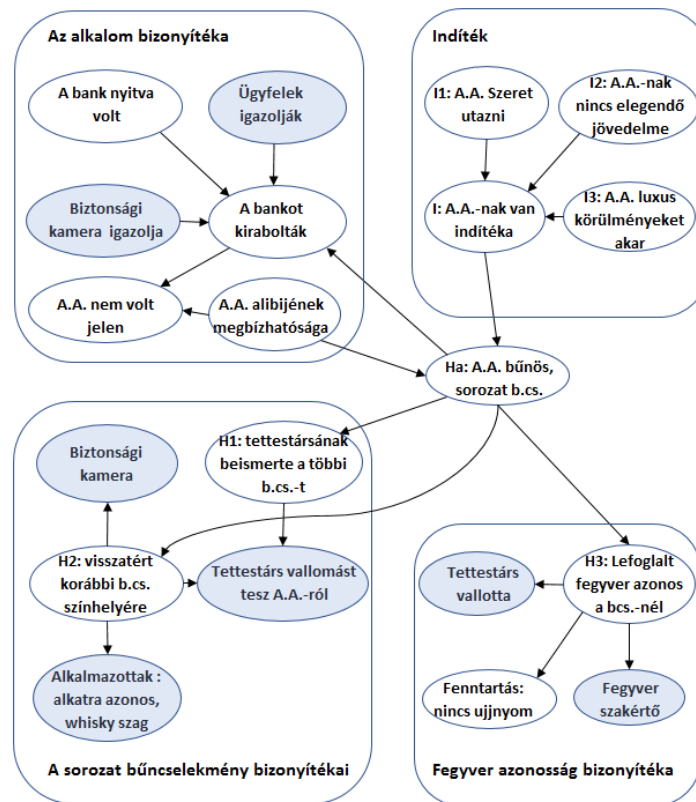 Az alkalom bizonyítéka
A bank nyitva
volt
Ügyfelek
igazolják
Biztonsági
kamera igazolja
A bankot
kirabolták
A.A. nem volt
jelen
A.A. alibijének
megbízhatósága
Indíték
I1: A.A. Szeret
utazni
I2: A.A.-nak
nincs elegendő
jövedelme
I: A.A.-nak van
indítéka
I3: A.A. luxus
körülményeket
akar
Ha: A.A. bűnös,
sorozat b.cs.
Biztonsági
kamera
H1: tettestársának
beismerte a többi
b.cs.-t
H2: visszatért
korábbi b.cs.
színhelyére
Tettestárs vallomást
tesz A.A.-ról
Alkalmazottak :
alkatra azonos,
whisky szag
A sorozat bűncselekmény bizonyítékai
Tettestárs
vallotta
H3: Lefoglalt
fegyver azonos
a bcs.-nél
Fenntartás:
nincs ujjnyom
Fegyver
szakértő
Fegyver azonosság bizonyítéka